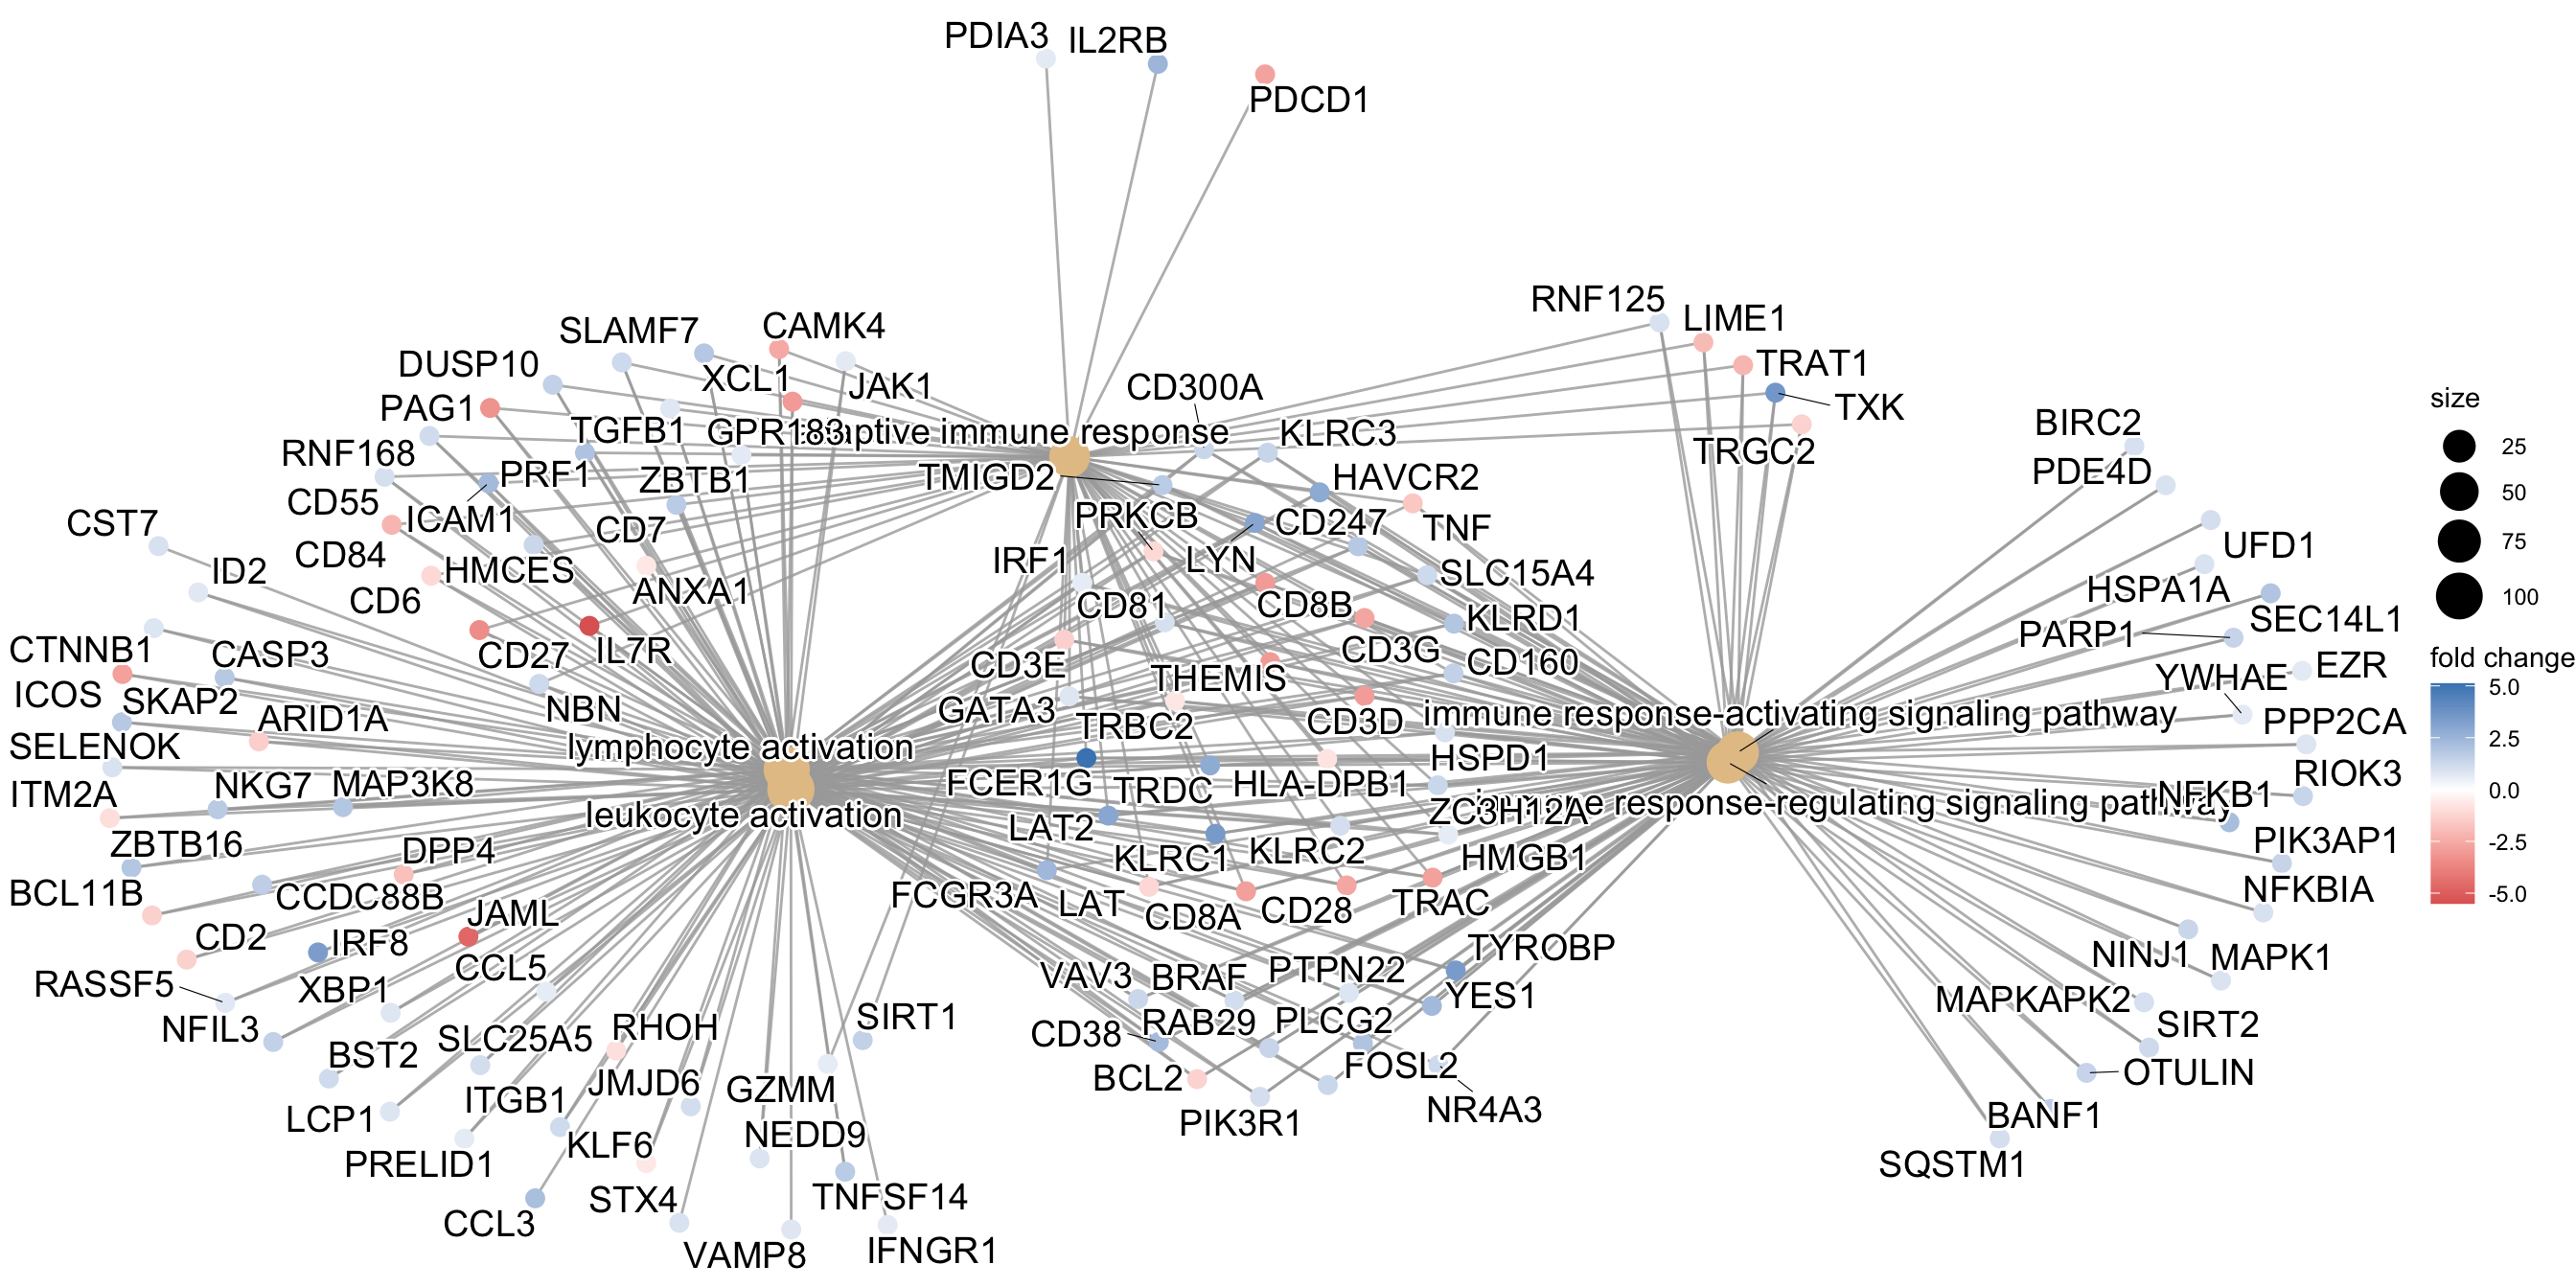 PDIA3
IL2RB
PDCD1
RNF125
LIME1
SLAMF7
CAMK4
DUSP10
TRAT1
XCL1
JAK1
CD300A
PAG1
TXK
BIRC2
TGFB1
GPR183
adaptive immune response
KLRC3
RNF168
TRGC2
PRF1
ZBTB1
TMIGD2
HAVCR2
PDE4D
CD55
ICAM1
CD7
PRKCB
CD247
TNF
CST7
CD84
IRF1
LYN
UFD1
ID2
HMCES
SLC15A4
CD6
ANXA1
CD81
CD8B
KLRD1
HSPA1A
SEC14L1
PARP1
CTNNB1
CASP3
CD27
IL7R
CD3E
CD3G
CD160
EZR
ICOS
SKAP2
NBN
THEMIS
YWHAE
ARID1A
GATA3
TRBC2
CD3D
immune response-activating signaling pathway
PPP2CA
SELENOK
lymphocyte activation
HSPD1
ITM2A
NKG7
MAP3K8
FCER1G
TRDC
HLA-DPB1
RIOK3
leukocyte activation
ZC3H12A
immune response-regulating signaling pathway
NFKB1
ZBTB16
LAT2
PIK3AP1
DPP4
KLRC1
KLRC2
HMGB1
BCL11B
CCDC88B
FCGR3A
LAT
CD8A
CD28
TRAC
NFKBIA
JAML
CD2
IRF8
TYROBP
RASSF5
XBP1
CCL5
VAV3
BRAF
PTPN22
YES1
NINJ1
MAPK1
NFIL3
SLC25A5
RHOH
SIRT1
CD38
RAB29
PLCG2
MAPKAPK2
SIRT2
BST2
JMJD6
GZMM
BCL2
FOSL2
OTULIN
LCP1
ITGB1
NEDD9
PIK3R1
NR4A3
BANF1
PRELID1
KLF6
SQSTM1
CCL3
STX4
TNFSF14
VAMP8
IFNGR1
size
25
50
75
100
fold change
5.0
2.5
0.0
-2.5
-5.0